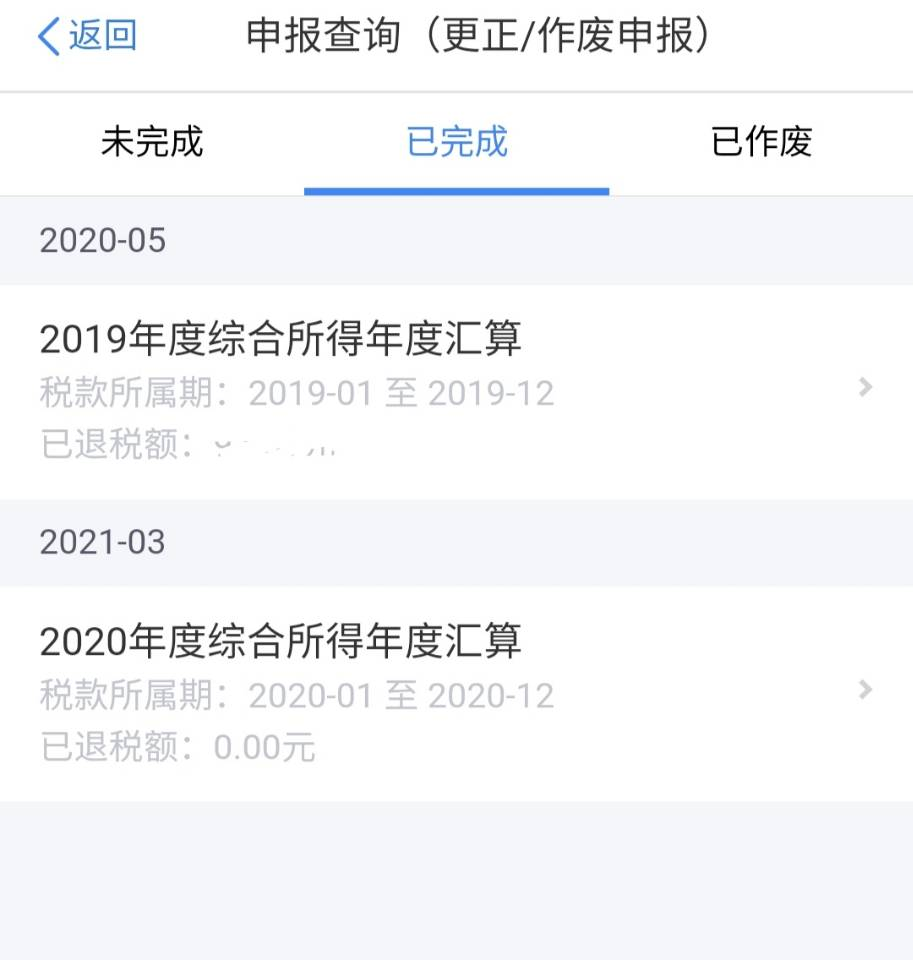 返回
申报查询（更正/作废申报）
未完成
已完成
已作废
2020-05
2019年度综合所得年度汇算
税款所属期：2019-01 至 2019-12
已退税额：
2021-03
2020年度综合所得年度汇算
税款所属期：2020-01 至 2020-12
已退税额：0.00元